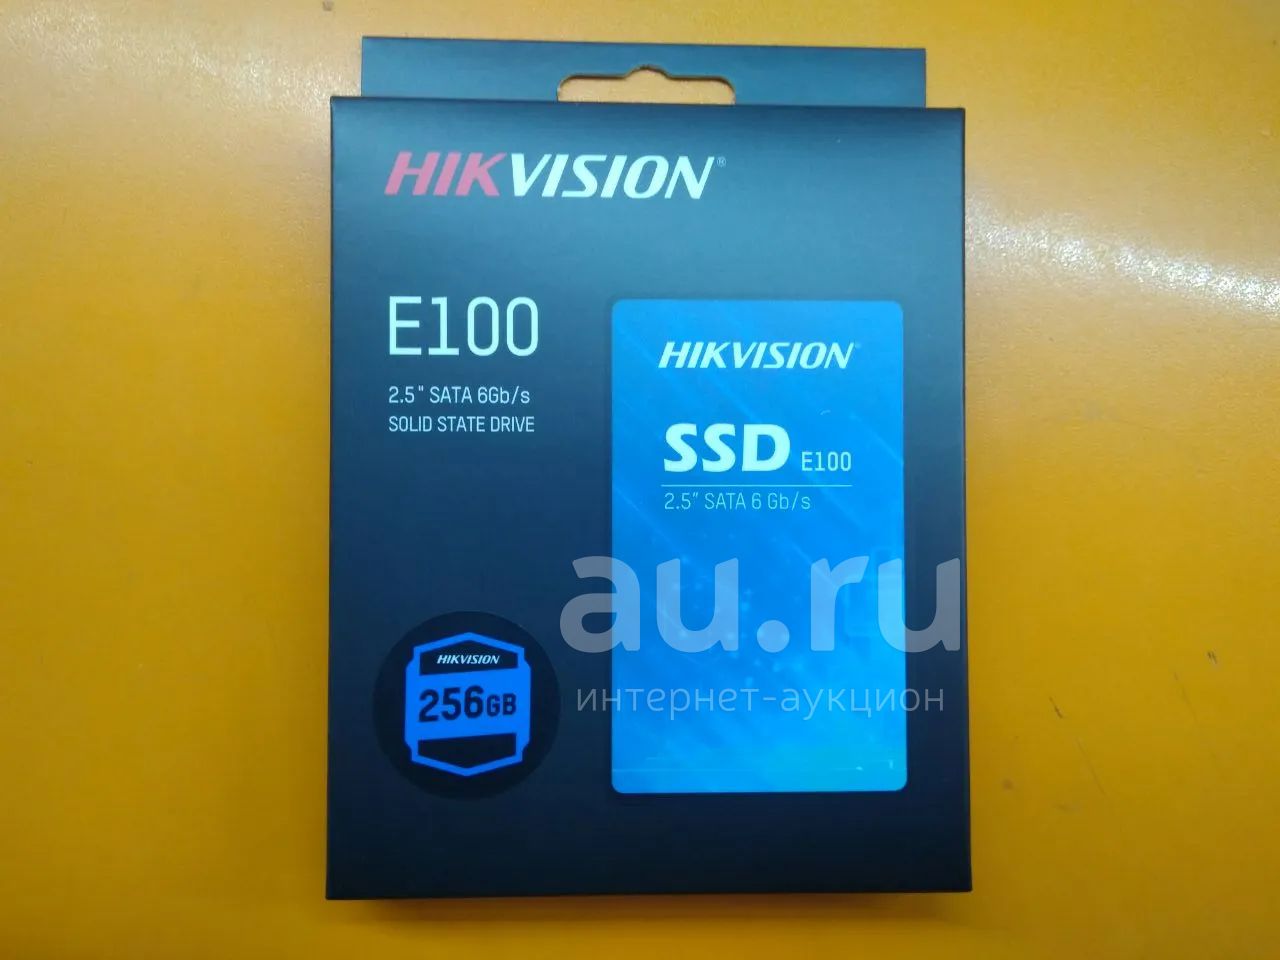 HIKVISION®
E100
2.5" SATA 6Gb/s
SOLID STATE DRIVE
HIKVISION
SSD E100
2.5" SATA 6 Gb/s
au.ru
интернет-аукцион
HIKVISION
256GB